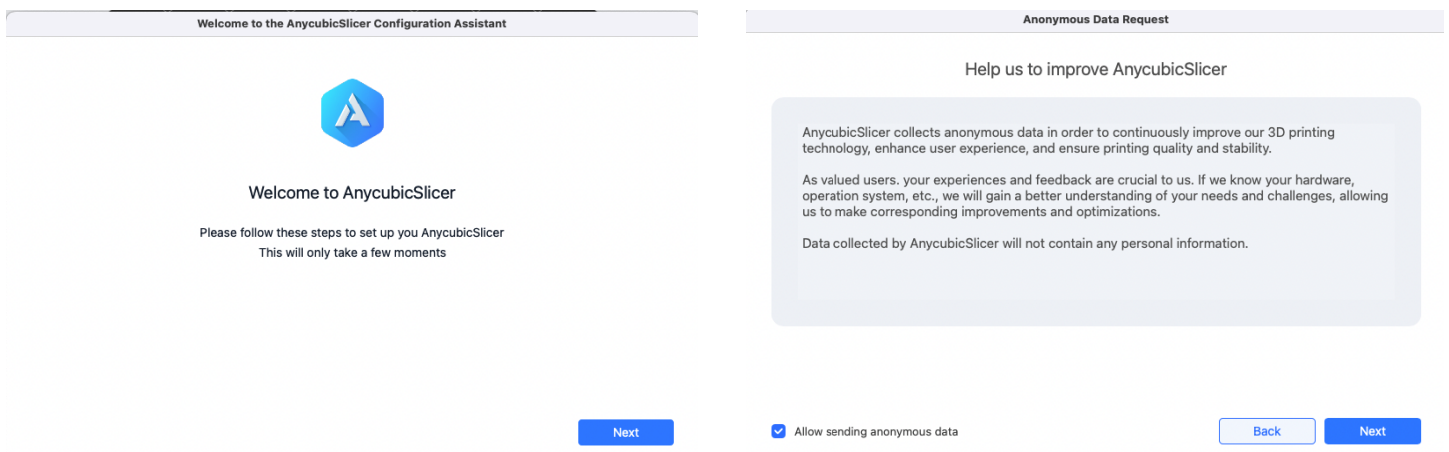 Welcome to the AnycubicSlicer Configuration Assistant
Welcome to AnycubicSlicer
Please follow these steps to set up you AnycubicSlicer
This will only take a few moments
Next
Anonymous Data Request
Help us to improve AnycubicSlicer
AnycubicSlicer collects anonymous data in order to continuously improve our 3D printing
technology, enhance user experience, and ensure printing quality and stability.
As valued users. your experiences and feedback are crucial to us. If we know your hardware,
operation system, etc., we will gain a better understanding of your needs and challenges, allowing
us to make corresponding improvements and optimizations.
Data collected by AnycubicSlicer will not contain any personal information.
Allow sending anonymous data
Back
Next